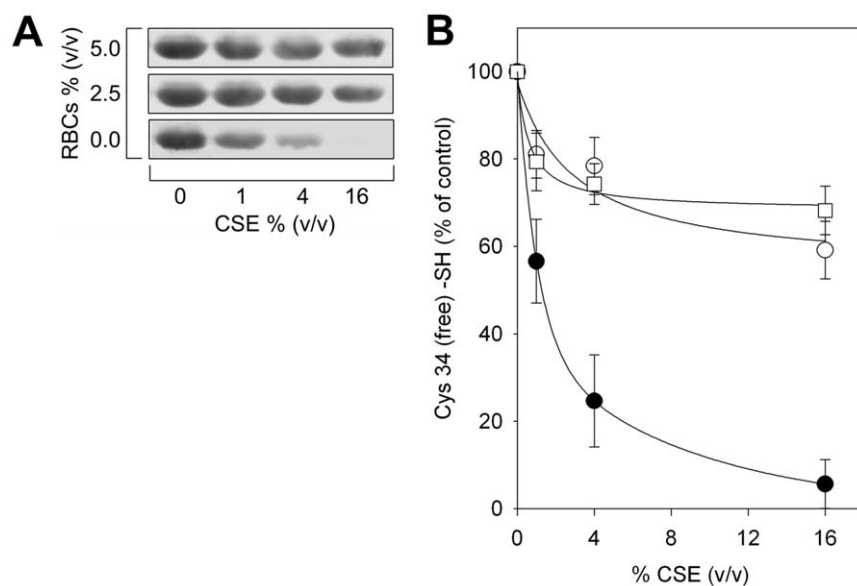 A
RBCs % (v/v)
5.0
2.5
0.0
0 1 4 16
CSE % (v/v)
B
Cys 34 (free) -SH (% of control)
100
80
60
40
20
0
0 4 8 12 16
% CSE (v/v)